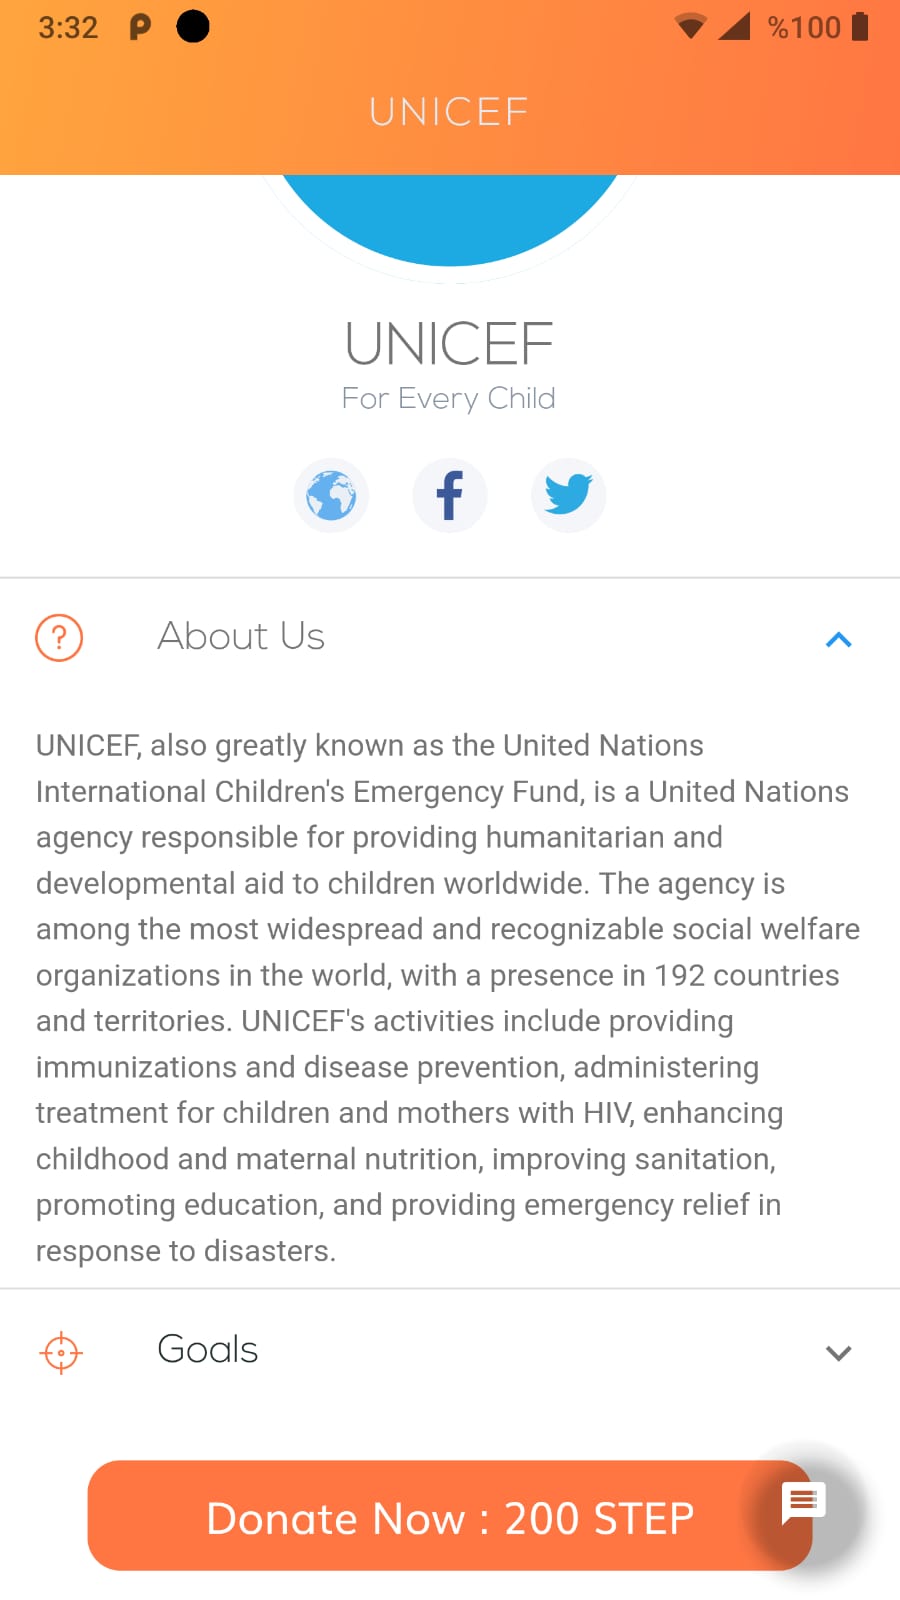 3:32
%100
UNICEF
UNICEF
For Every Child
About Us
UNICEF, also greatly known as the United Nations
International Children's Emergency Fund, is a United Nations
agency responsible for providing humanitarian and
developmental aid to children worldwide. The agency is
among the most widespread and recognizable social welfare
organizations in the world, with a presence in 192 countries
and territories. UNICEF's activities include providing
immunizations and disease prevention, administering
treatment for children and mothers with HIV, enhancing
childhood and maternal nutrition, improving sanitation,
promoting education, and providing emergency relief in
response to disasters.
Goals
Donate Now : 200 STEP